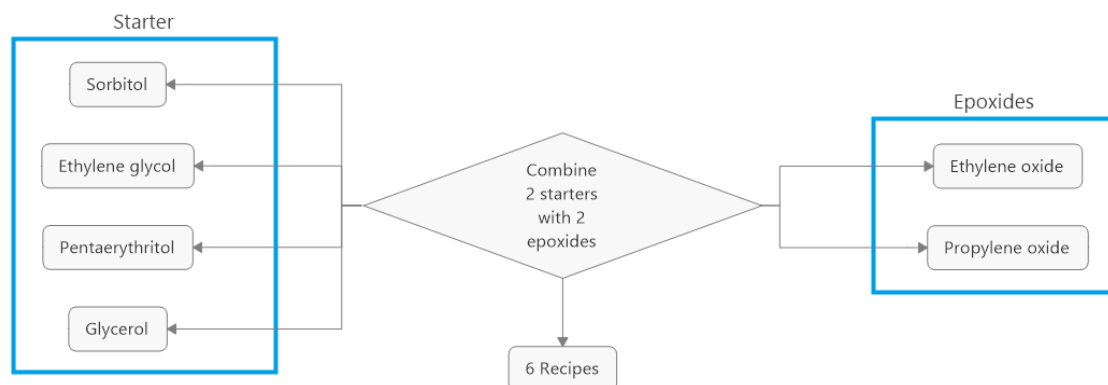 Starter
Sorbitol
Ethylene glycol
Pentaerythritol
Glycerol
Combine
2 starters
with 2
epoxides
6 Recipes
Epoxides
Ethylene oxide
Propylene oxide